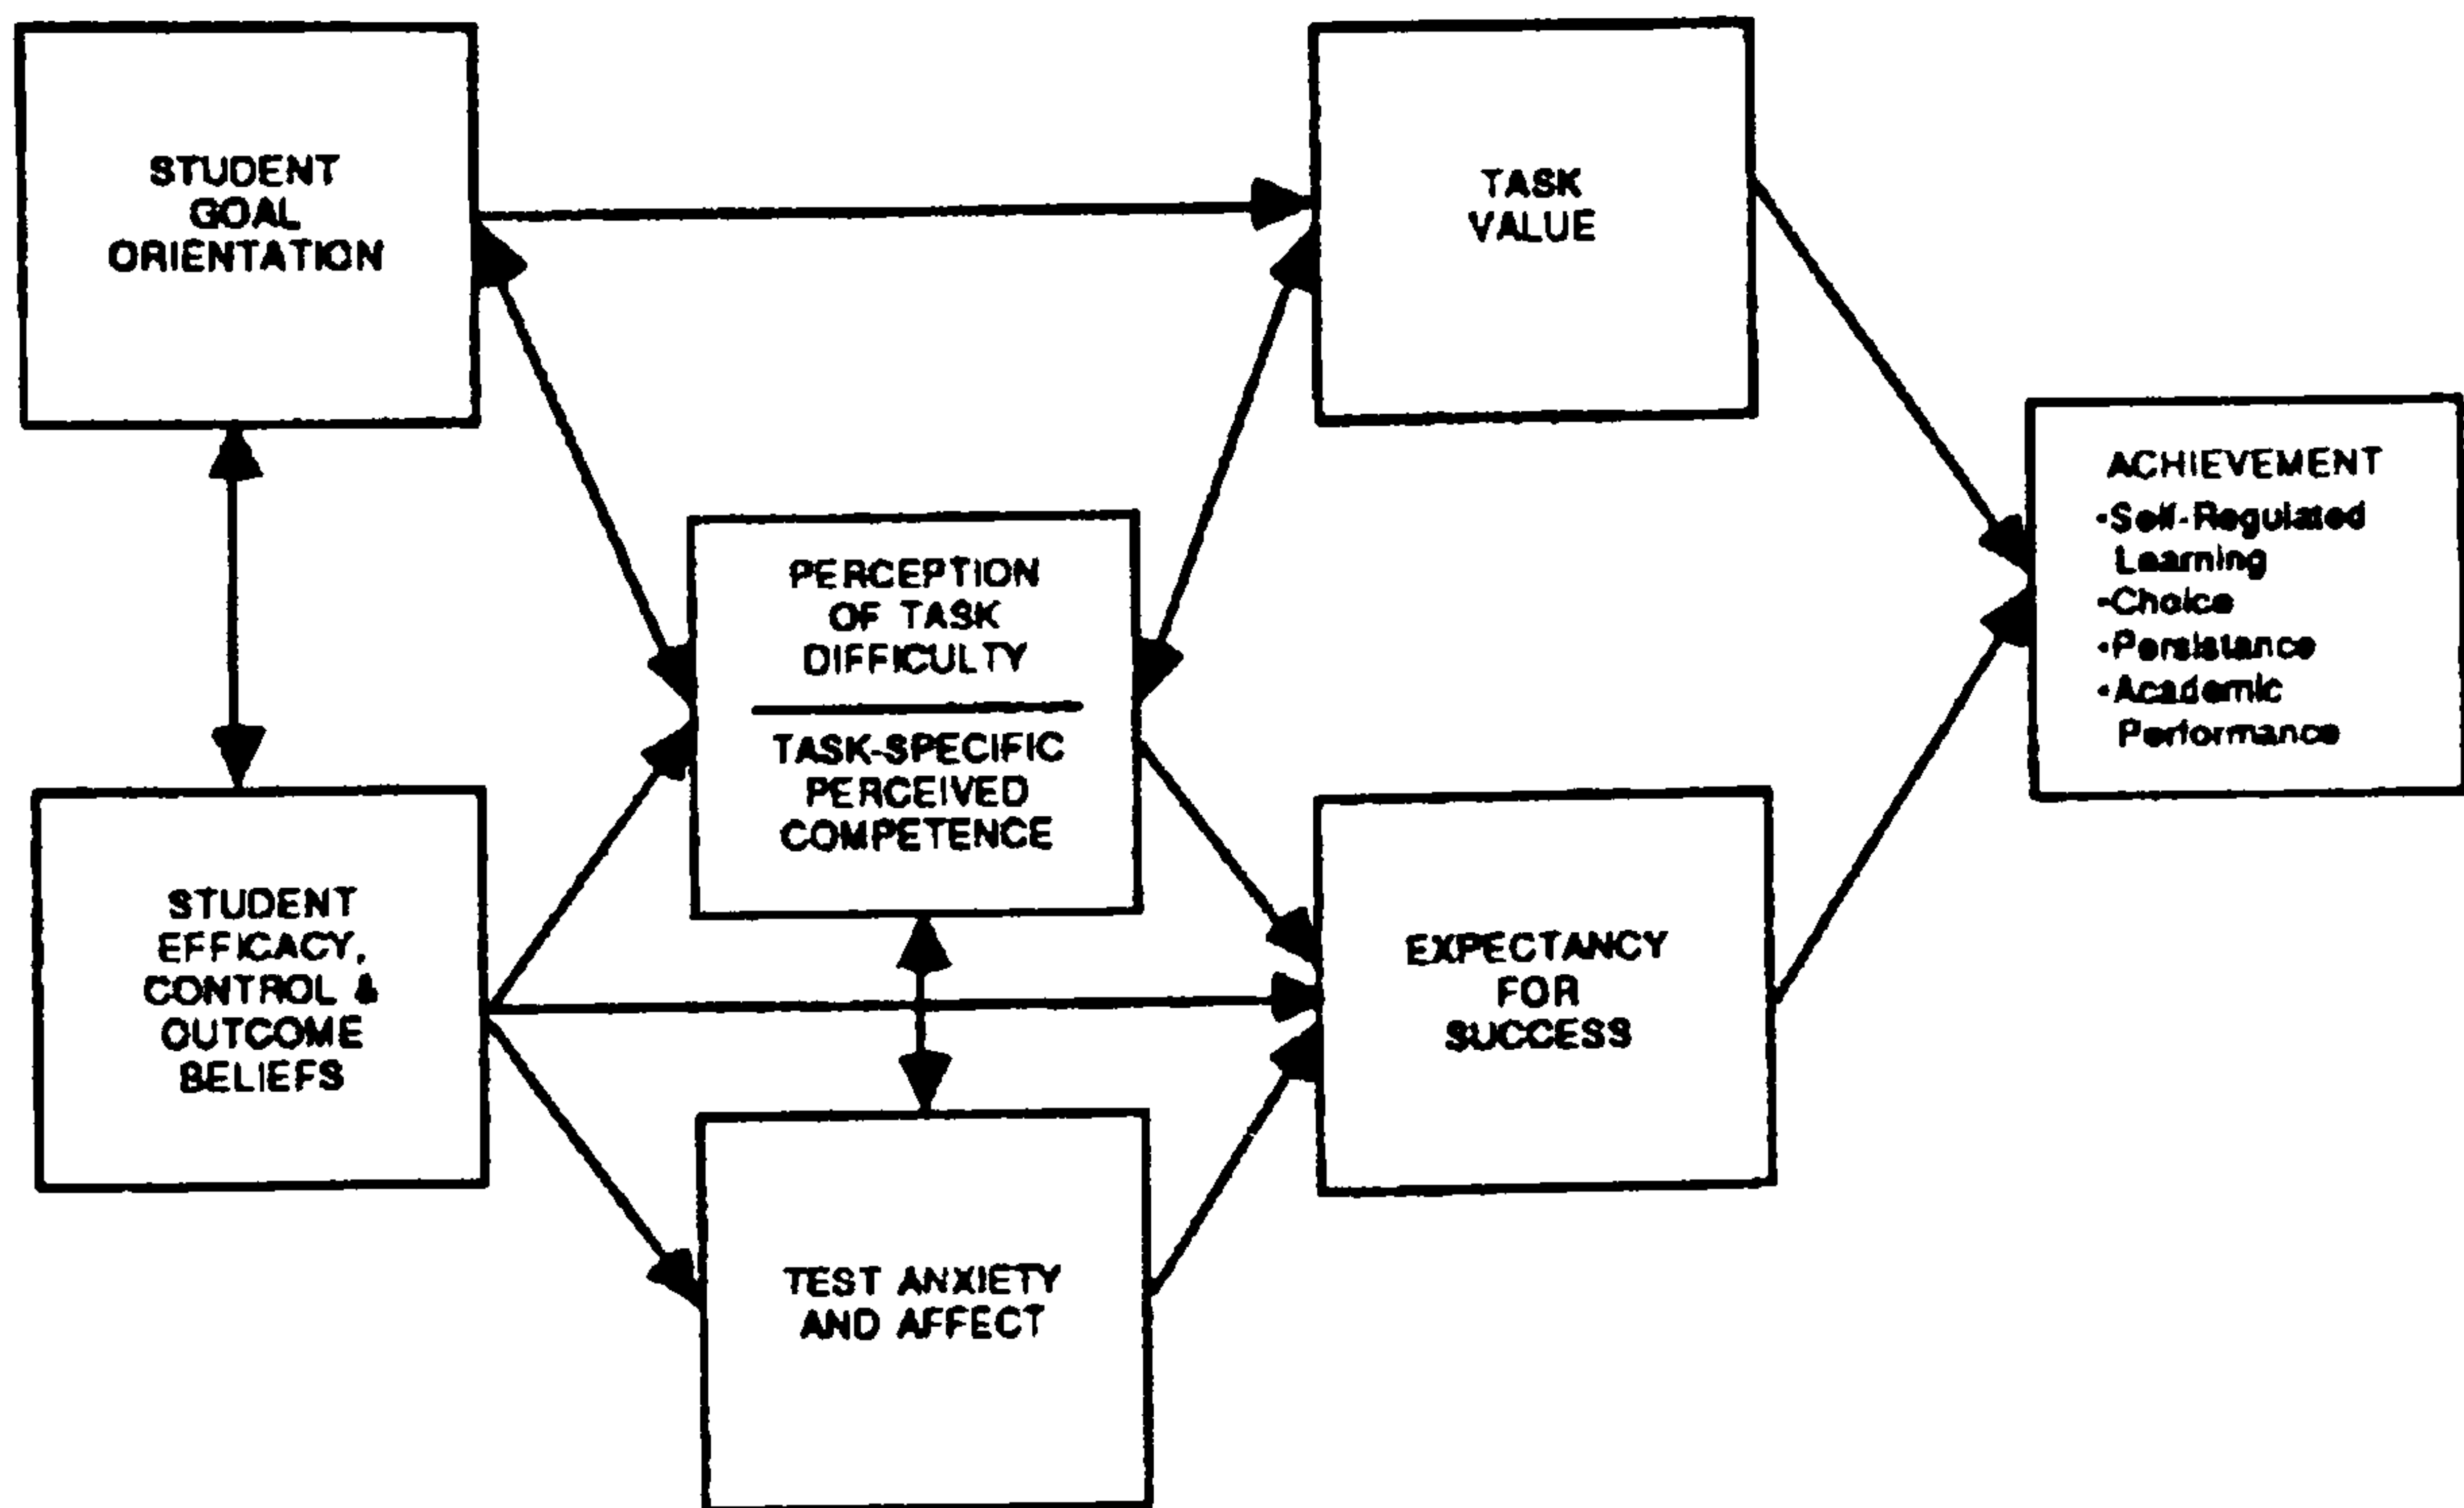 STUDENT
GOAL
ORIENTATION
TASK
VALUE
ACHIEVEMENT
•Self-Regulated
Learning
•Choice
•Persistance
•Academic
Performance
PERCEPTION
OF TASK
DIFFICULTY
TASK-SPECIFIC
PERCEIVED
COMPETENCE
STUDENT
EFFICACY,
CONTROL &
OUTCOME
BELIEFS
EXPECTANCY
FOR
SUCCESS
TEST ANXIETY
AND AFFECT